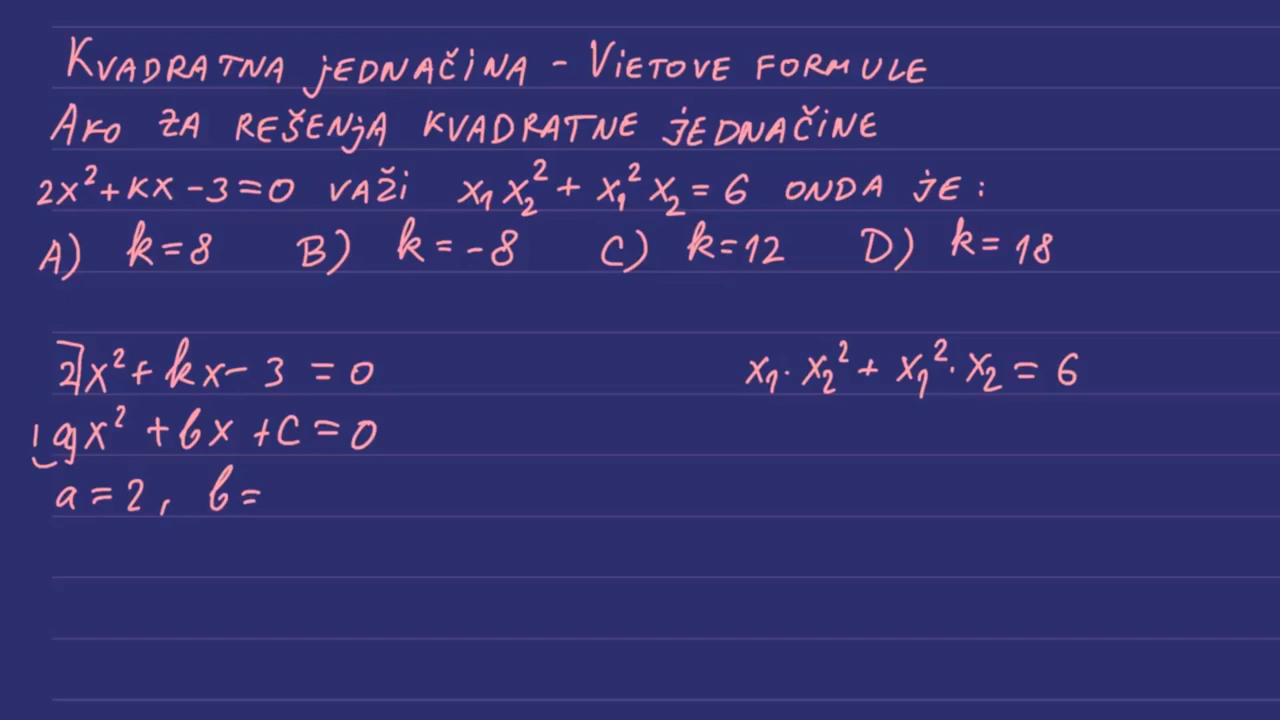 KVADRATNA JEDNAČINA - VIETOVE FORMULE
AKO ZA REŠENJA KVADRATNE JEDNAČINE
2x² + kx - 3 = 0 VAŽI x₁x₂² + x₁²x₂ = 6 ONDA JE:
A) k = 8 B) k = -8 C) k = 12 D) k = 18
2x² + kx - 3 = 0 x₁·x₂² + x₁²·x₂ = 6
ax² + bx + c = 0
a = 2, b =